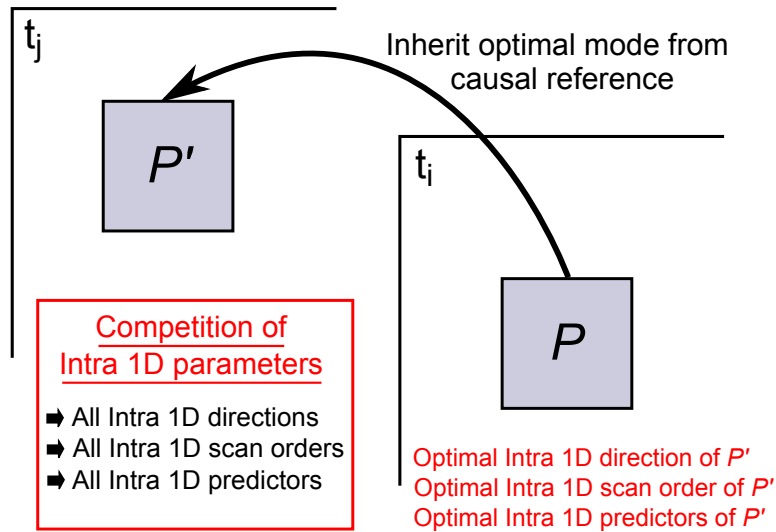 t_j
Inherit optimal mode from
causal reference
P'
t_i
P
Competition of
Intra 1D parameters
➡ All Intra 1D directions
➡ All Intra 1D scan orders
➡ All Intra 1D predictors
Optimal Intra 1D direction of P'
Optimal Intra 1D scan order of P'
Optimal Intra 1D predictors of P'